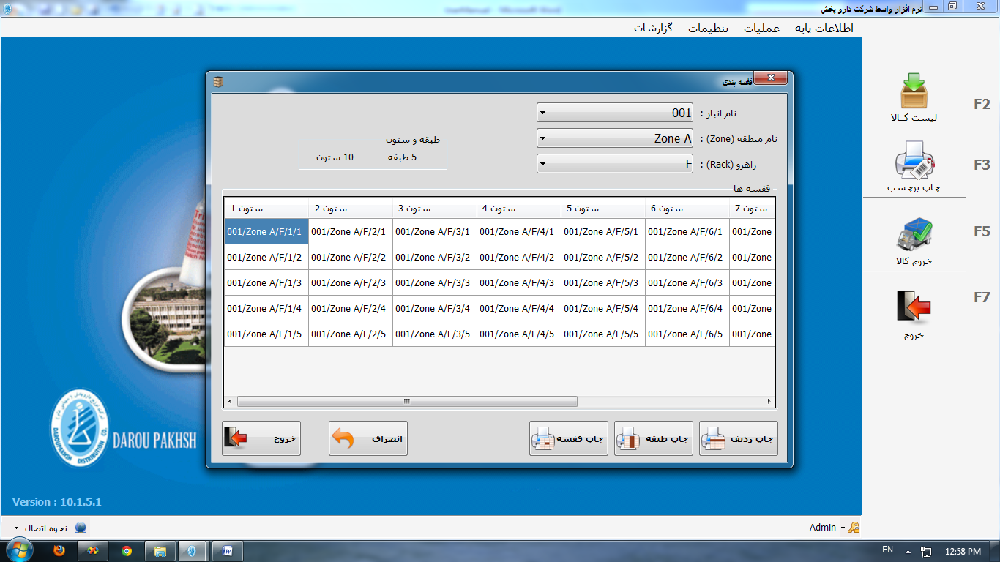 نرم افزار واسط شرکت دارو پخش
اطلاعات پایه
عملیات
تنظیمات
گزارشات
F2
لیست کـالا
F3
چاپ برچسب
F5
خروج کالا
F7
خروج
قفسه بندی
نام انبار : 001
نام منطقه (Zone) : Zone A
راهرو (Rack) : F
طبقه و ستون
5 طبقه 10 ستون
قفسه ها
ستون 1 ستون 2 ستون 3 ستون 4 ستون 5 ستون 6 ستون 7
001/Zone A/F/1/1 001/Zone A/F/2/1 001/Zone A/F/3/1 001/Zone A/F/4/1 001/Zone A/F/5/1 001/Zone A/F/6/1 001/Zone
001/Zone A/F/1/2 001/Zone A/F/2/2 001/Zone A/F/3/2 001/Zone A/F/4/2 001/Zone A/F/5/2 001/Zone A/F/6/2 001/Zone
001/Zone A/F/1/3 001/Zone A/F/2/3 001/Zone A/F/3/3 001/Zone A/F/4/3 001/Zone A/F/5/3 001/Zone A/F/6/3 001/Zone
001/Zone A/F/1/4 001/Zone A/F/2/4 001/Zone A/F/3/4 001/Zone A/F/4/4 001/Zone A/F/5/4 001/Zone A/F/6/4 001/Zone
001/Zone A/F/1/5 001/Zone A/F/2/5 001/Zone A/F/3/5 001/Zone A/F/4/5 001/Zone A/F/5/5 001/Zone A/F/6/5 001/Zone
چاپ ردیف
چاپ طبقه
چاپ قفسه
انصراف
خروج
DAROU PAKHSH
DAROUPAKHSH DISTRIBUTION CO.
Version : 10.1.5.1
Admin
نحوه اتصال
EN
12:58 PM